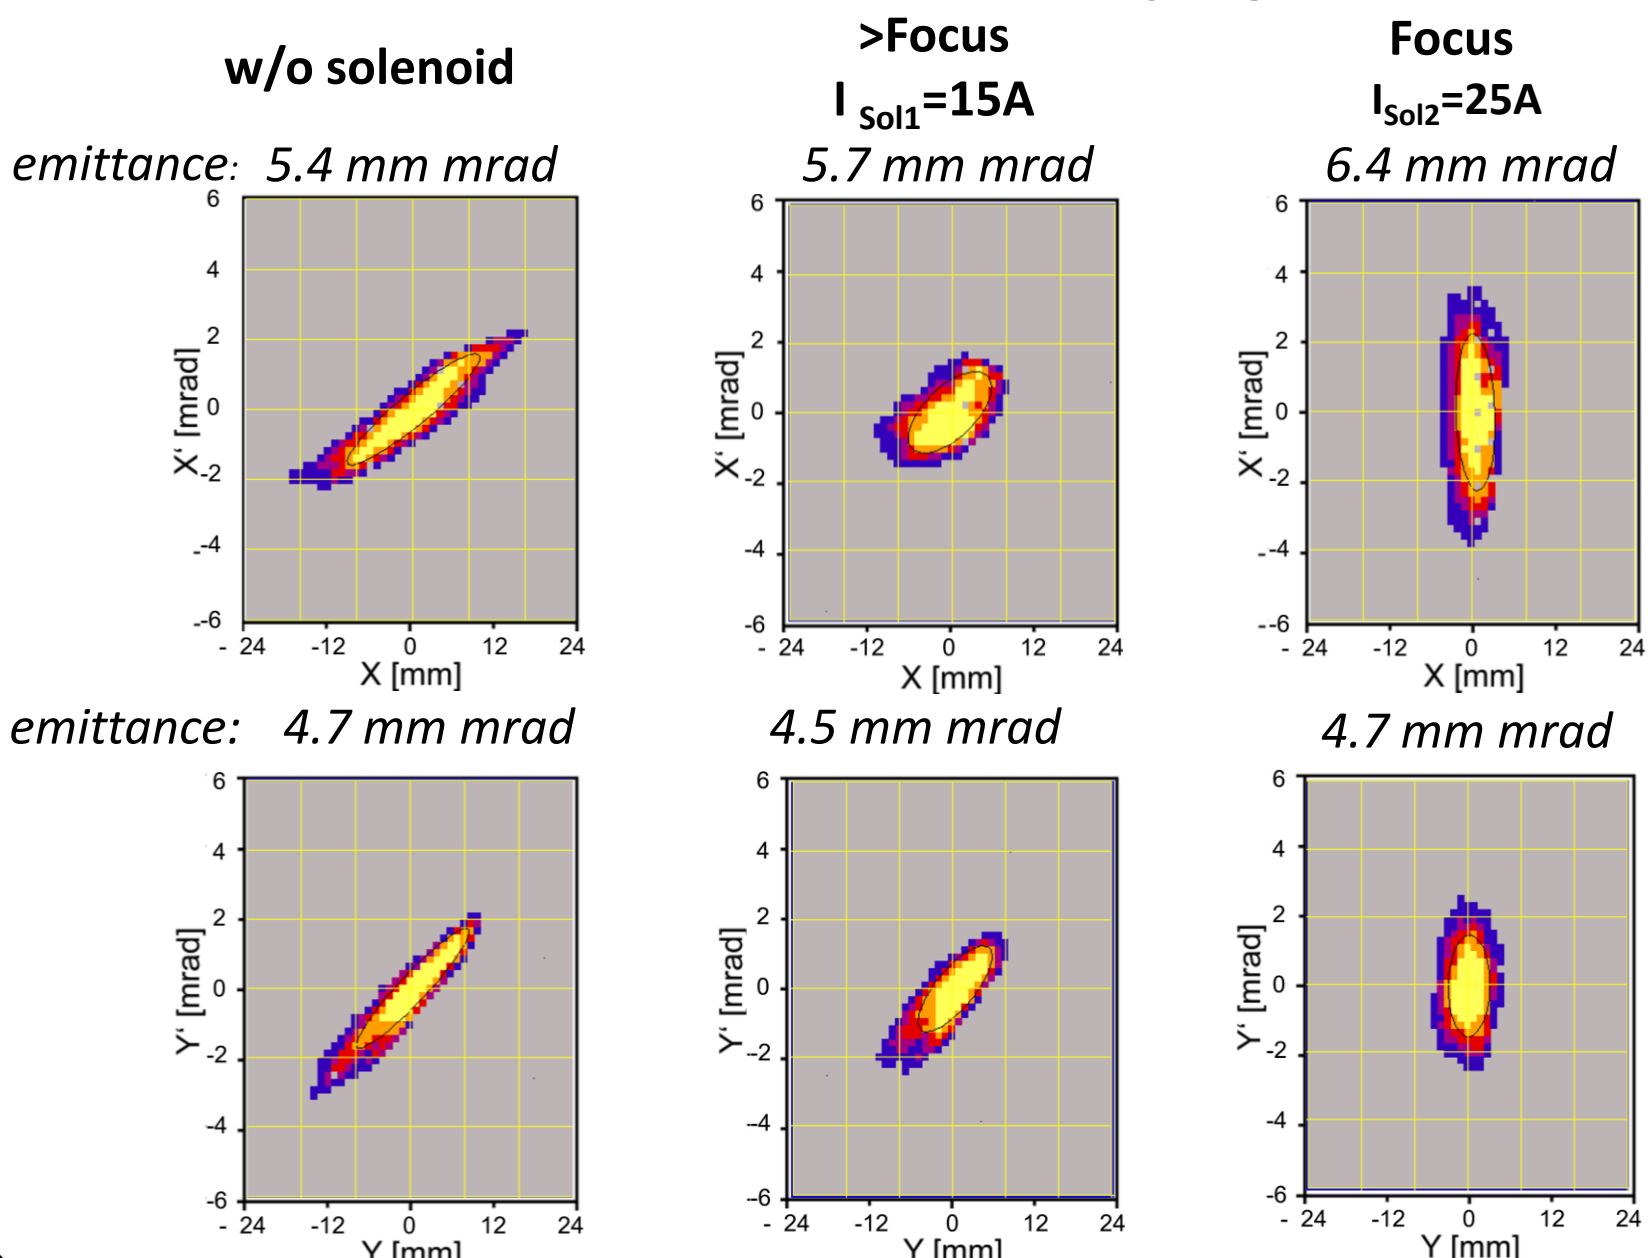 w/o solenoid
>Focus
I Sol1=15A
Focus
ISol2=25A
emittance: 5.4 mm mrad
5.7 mm mrad
6.4 mm mrad
X' [mrad]
6
4
2
0
-2
-4
-6
- 24 -12 0 12 24
X [mm]
X' [mrad]
6
4
2
0
-2
-4
-6
- 24 -12 0 12 24
X [mm]
X' [mrad]
6
4
2
0
-2
-4
-6
- 24 -12 0 12 24
X [mm]
emittance: 4.7 mm mrad
4.5 mm mrad
4.7 mm mrad
Y' [mrad]
6
4
2
0
-2
-4
-6
- 24 -12 0 12 24
Y [mm]
Y' [mrad]
6
4
2
0
-2
-4
-6
- 24 -12 0 12 24
Y [mm]
Y' [mrad]
6
4
2
0
-2
-4
-6
- 24 -12 0 12 24
Y [mm]